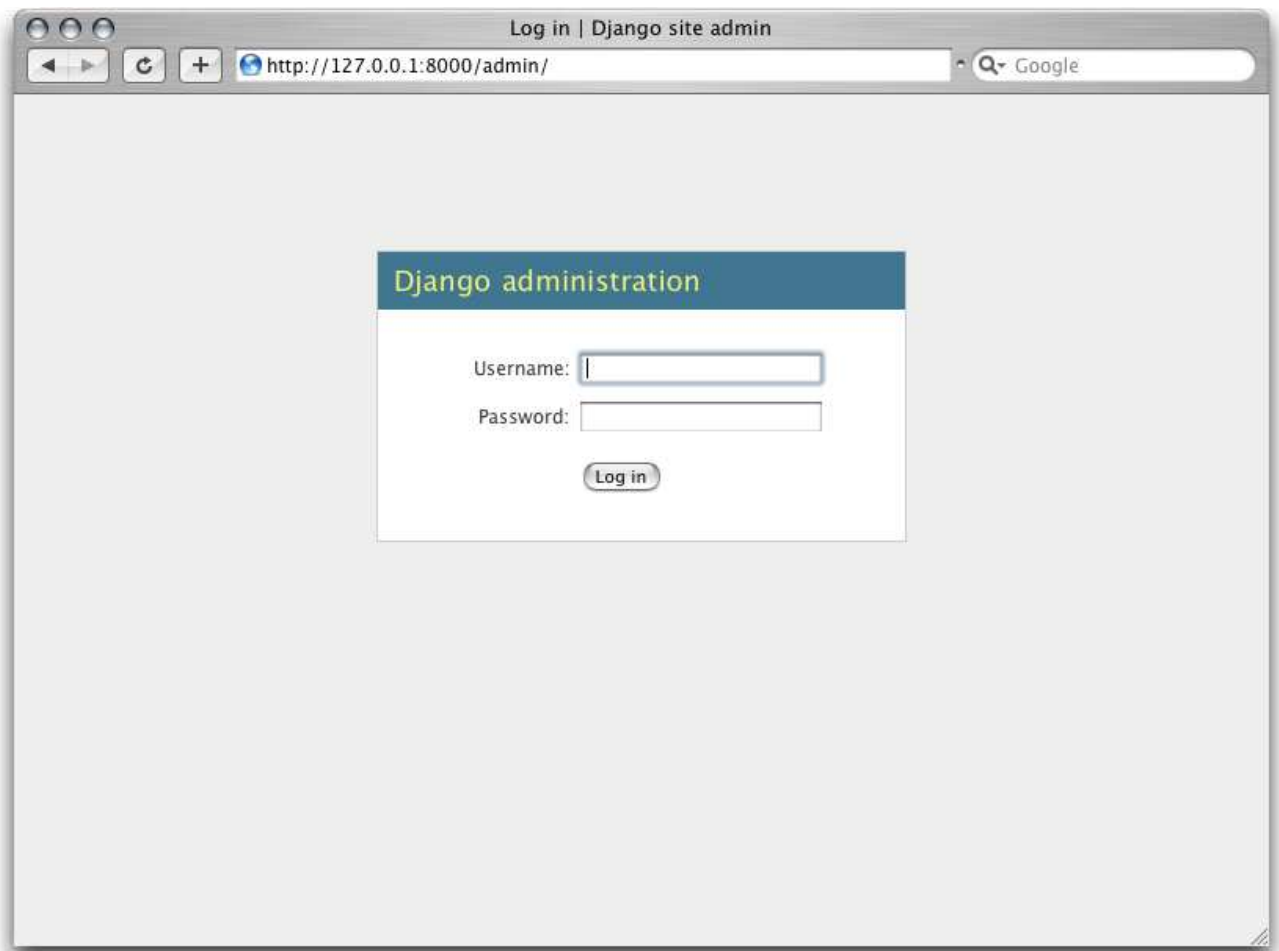 Log in | Django site admin
http://127.0.0.1:8000/admin/
Google
Django administration
Username:
Password:
Log in